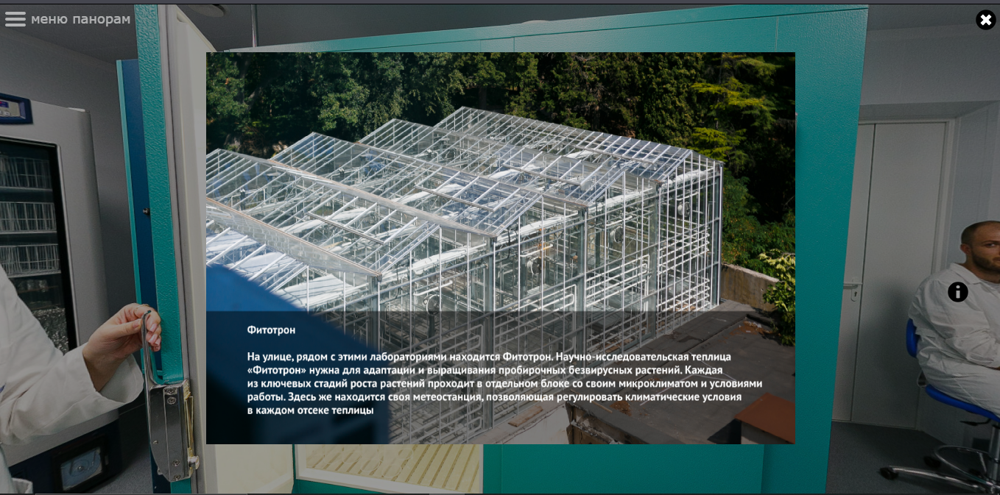 меню панорам
Фитотрон
На улице, рядом с этими лабораториями находится Фитотрон. Научно-исследовательская теплица
«Фитотрон» нужна для адаптации и выращивания пробирочных безвирусных растений. Каждая
из ключевых стадий роста растений проходит в отдельном блоке со своим микроклиматом и условиями
работы. Здесь же находится своя метеостанция, позволяющая регулировать климатические условия
в каждом отсеке теплицы